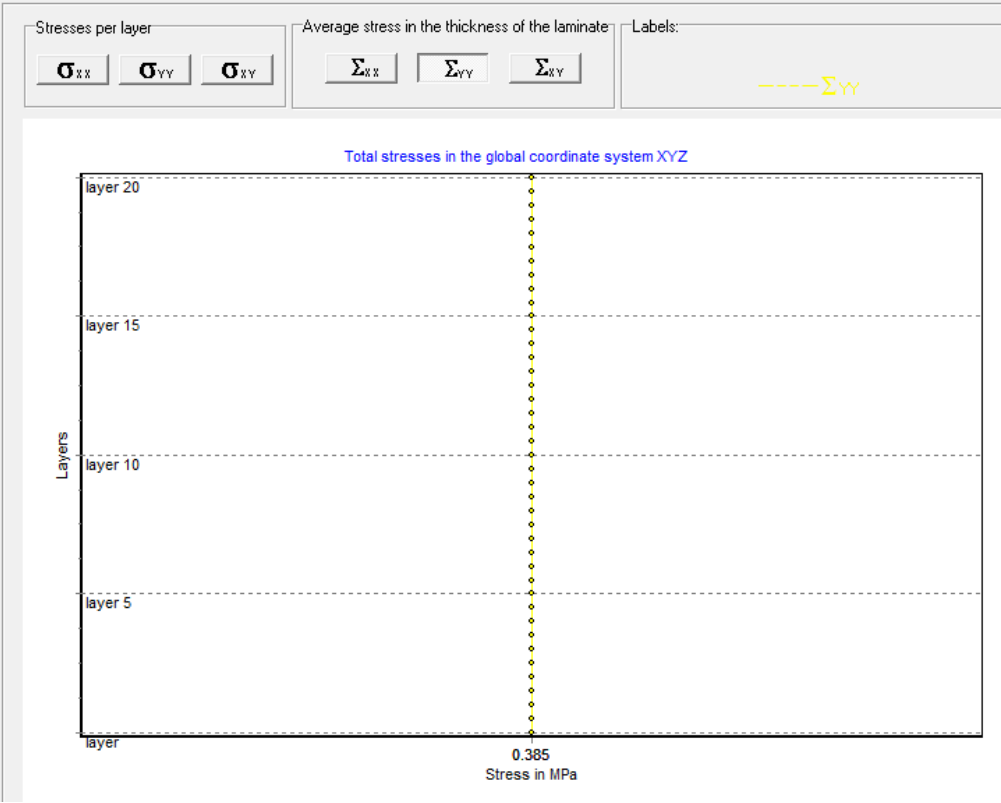 Stresses per layer
σxx σYY σXY
Average stress in the thickness of the laminate
Σxx ΣYY ΣXY
Labels:
----ΣYY
Total stresses in the global coordinate system XYZ
layer 20
layer 15
layer 10
layer 5
layer
Layers
0.385
Stress in MPa